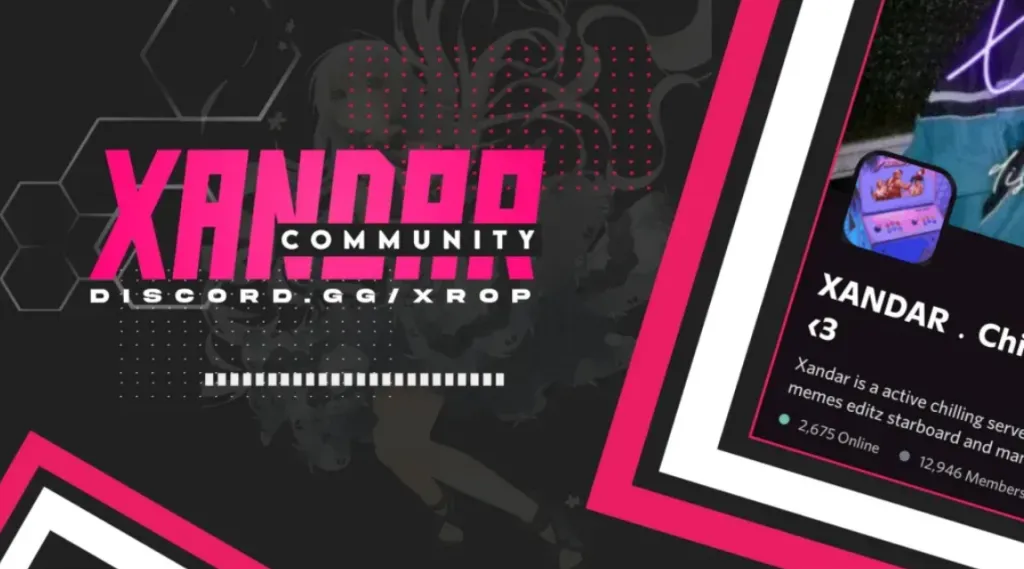 XANDAR
COMMUNITY
DISCORD.GG/XROP
XANDAR . Chi
<3
Xandar is a active chilling serve
memes editz starboard and mar
2,675 Online
12,946 Members